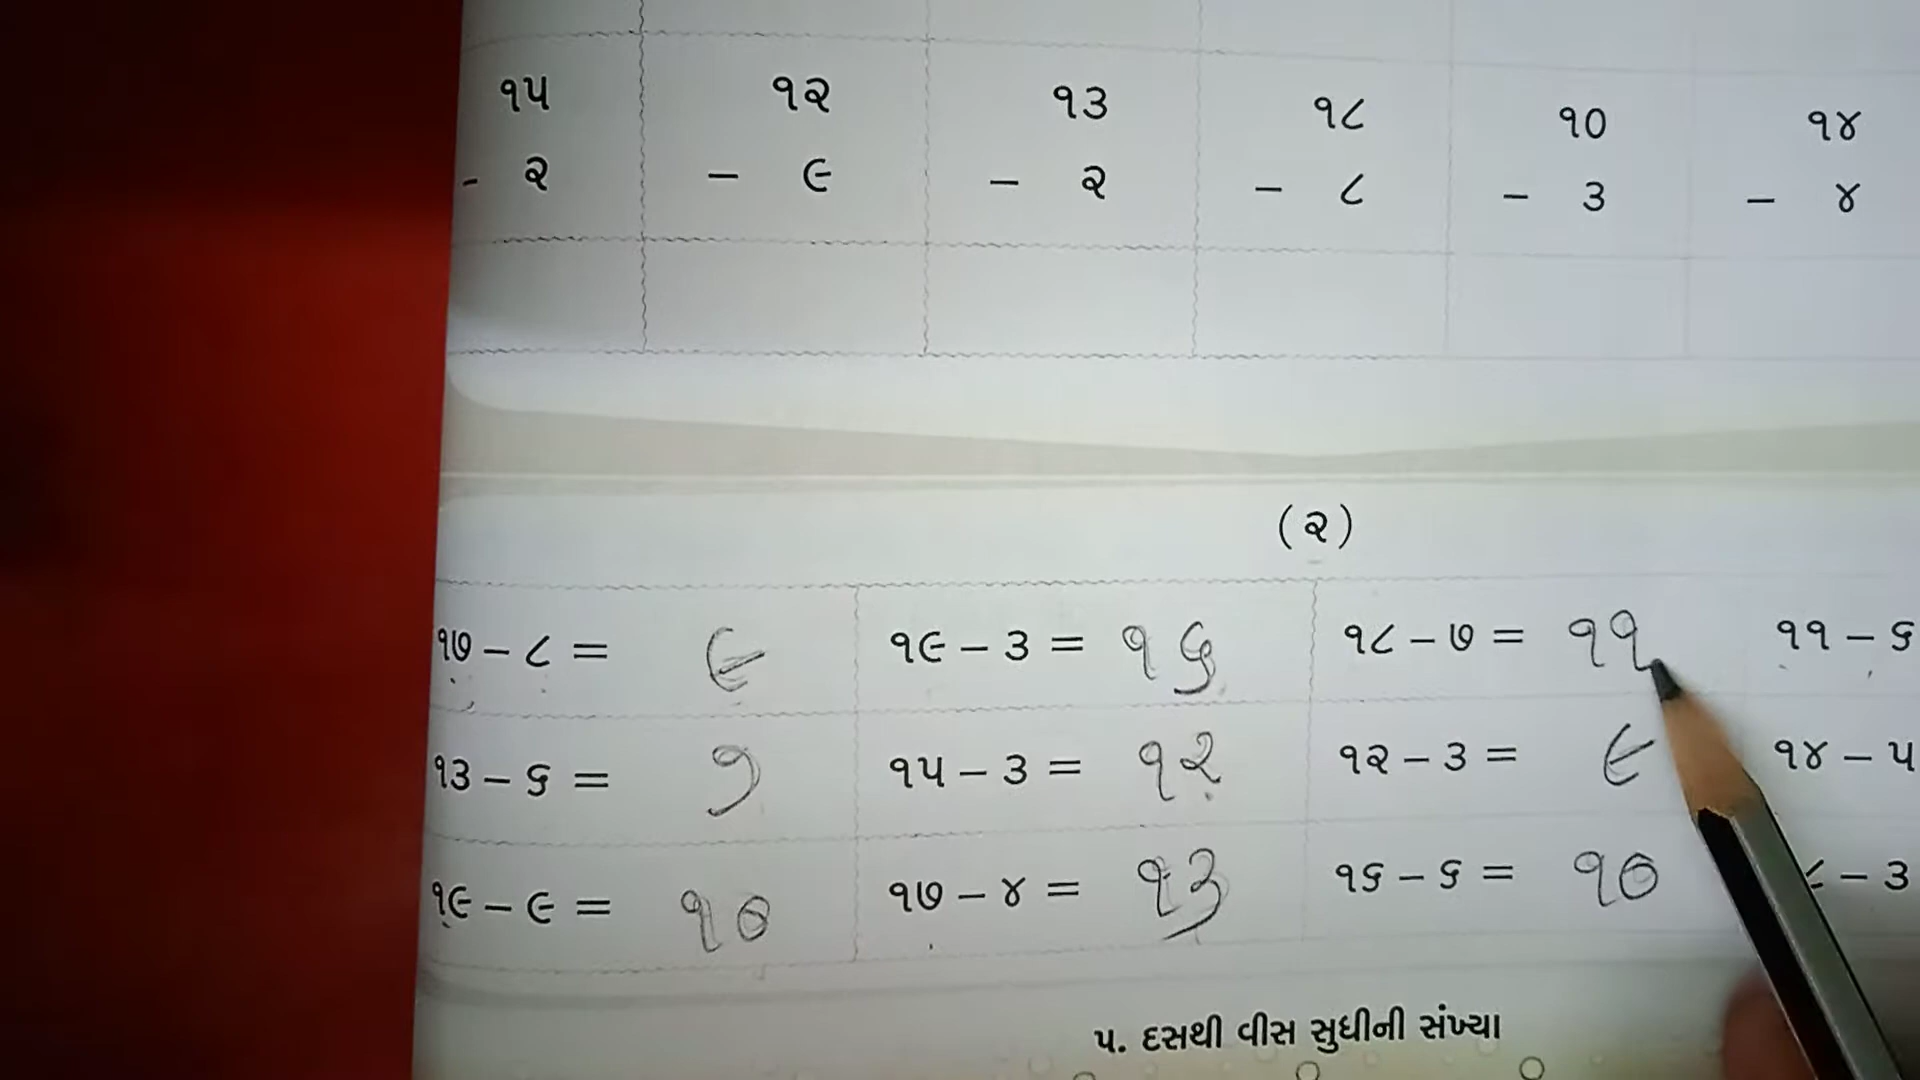 ૧૫ ૧૨ ૧૩ ૧૮ ૧૦ ૧૪
- ૨ - ૯ - ૨ - ૮ - ૩ - ૪
(૨)
૧૭ - ૮ = ૯ ૧૯ - ૩ = ૧૬ ૧૮ - ૭ = ૧૧ ૧૧ - ૬
૧૩ - ૬ = ૭ ૧૫ - ૩ = ૧૨ ૧૨ - ૩ = ૯ ૧૪ - ૫
૧૯ - ૯ = ૧૦ ૧૭ - ૪ = ૧૩ ૧૬ - ૬ = ૧૦ - ૩
૫. દસથી વીસ સુધીની સંખ્યા